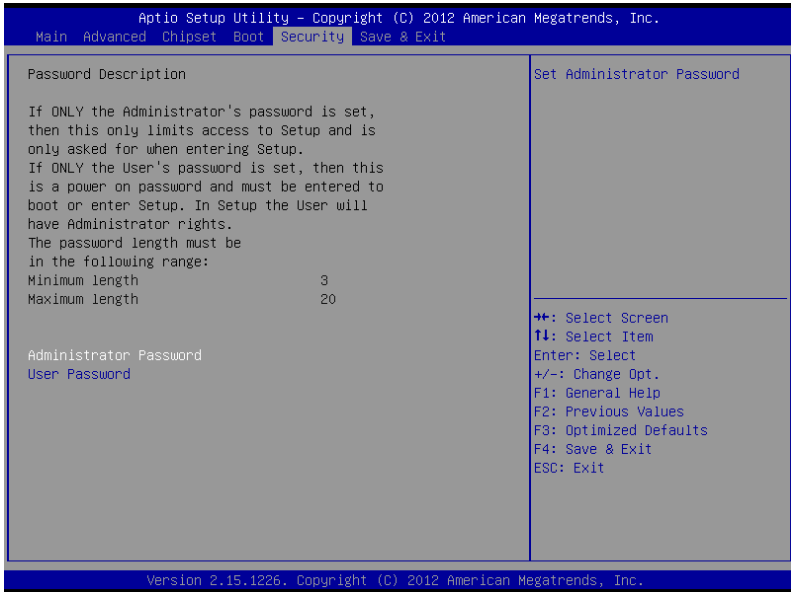 Aptio Setup Utility – Copyright (C) 2012 American Megatrends, Inc.
Main Advanced Chipset Boot Security Save & Exit
Password Description
If ONLY the Administrator's password is set,
then this only limits access to Setup and is
only asked for when entering Setup.
If ONLY the User's password is set, then this
is a power on password and must be entered to
boot or enter Setup. In Setup the User will
have Administrator rights.
The password length must be
in the following range:
Minimum length 3
Maximum length 20
Administrator Password
User Password
Set Administrator Password
→←: Select Screen
↑↓: Select Item
Enter: Select
+/-: Change Opt.
F1: General Help
F2: Previous Values
F3: Optimized Defaults
F4: Save & Exit
ESC: Exit
Version 2.15.1226. Copyright (C) 2012 American Megatrends, Inc.